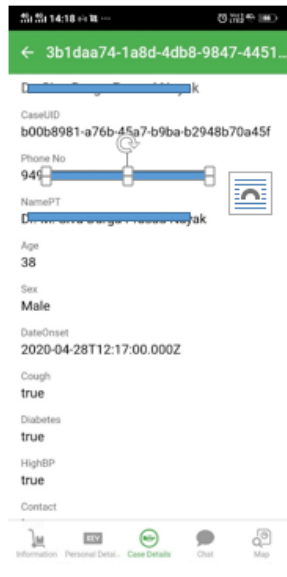 14:18
← 3b1daa74-1a8d-4db8-9847-4451...
CaseUID
b00b8981-a76b-45a7-b9ba-b2948b70a45f
Phone No
949
NamePT
Age
38
Sex
Male
DateOnset
2020-04-28T12:17:00.000Z
Cough
true
Diabetes
true
HighBP
true
Contact
Information Personal Detai... Case Details Chat Map